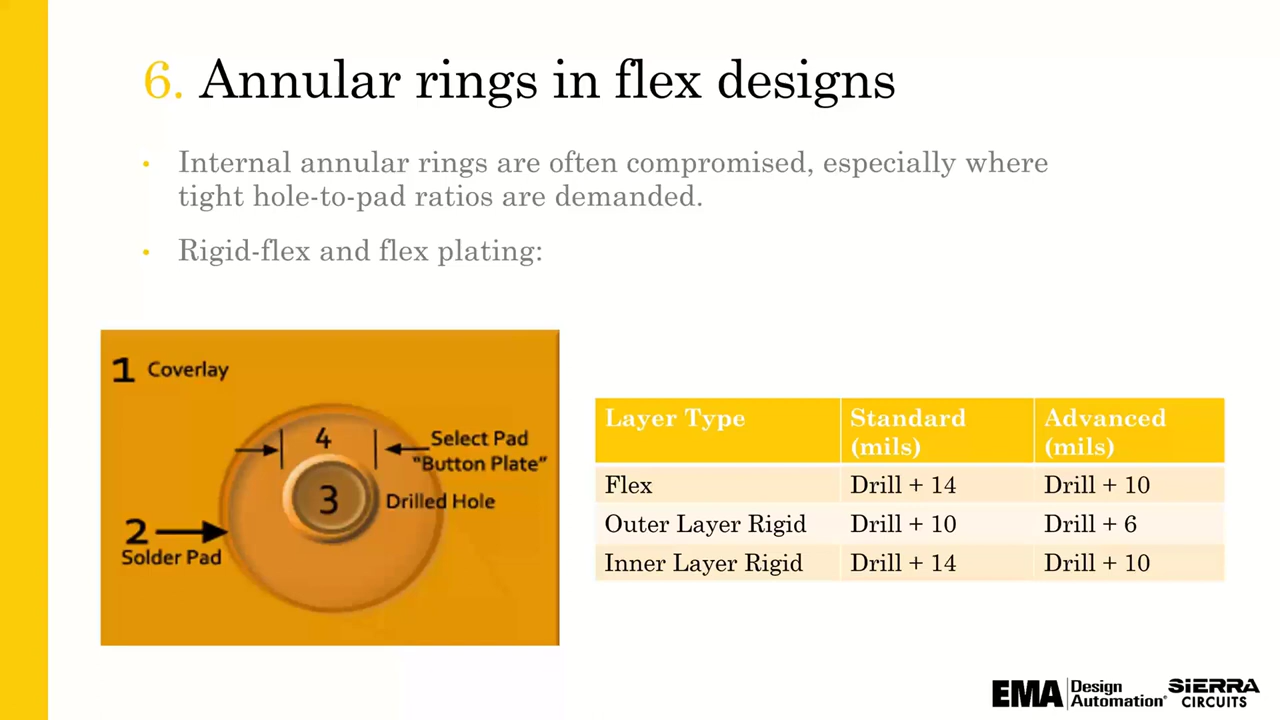 6. Annular rings in flex designs
• Internal annular rings are often compromised, especially where
tight hole-to-pad ratios are demanded.
• Rigid-flex and flex plating:
1 Coverlay
4
Select Pad
"Button Plate"
3
Drilled Hole
2
Solder Pad
Layer Type Standard (mils) Advanced (mils)
Flex Drill + 14 Drill + 10
Outer Layer Rigid Drill + 10 Drill + 6
Inner Layer Rigid Drill + 14 Drill + 10
EMA Design Automation®
SIERRA CIRCUITS